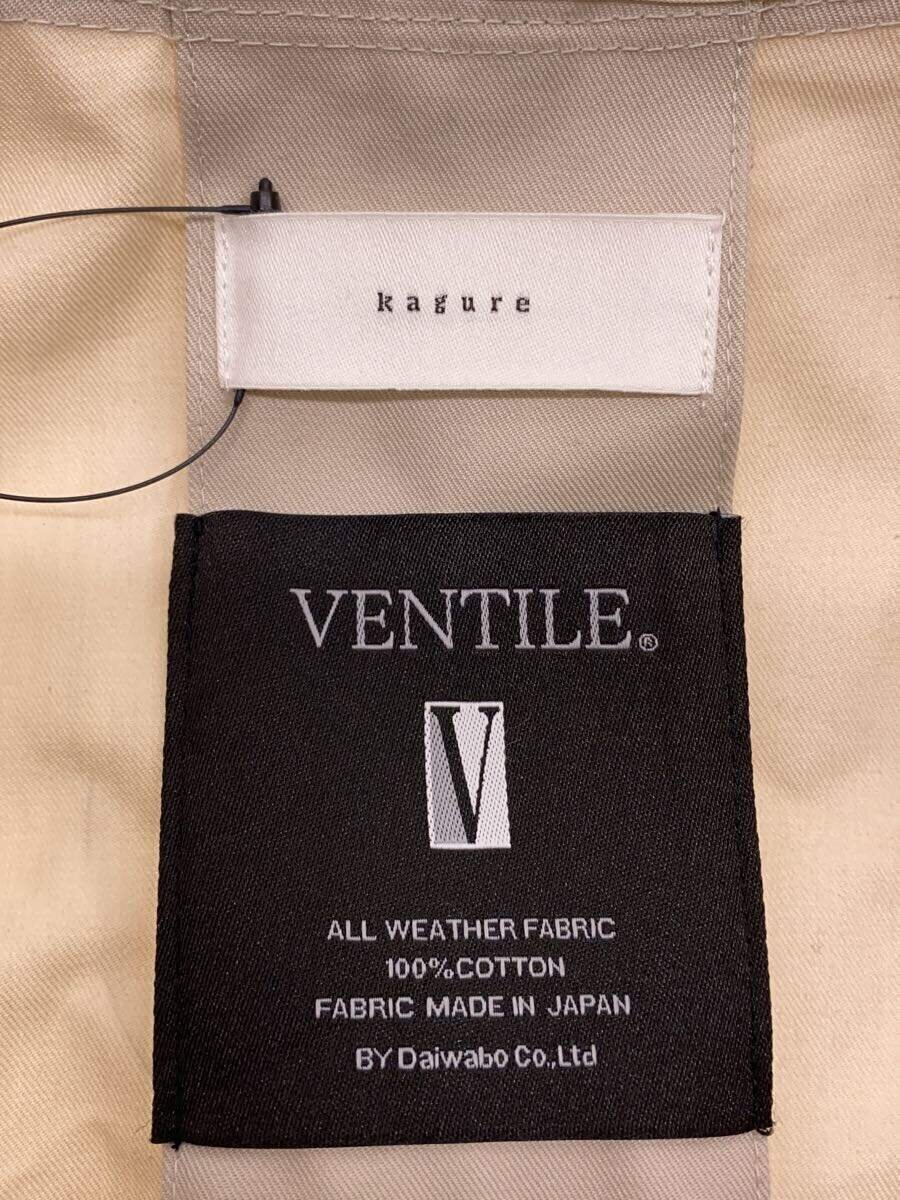 kagure
VENTILE®
V
ALL WEATHER FABRIC
100%COTTON
FABRIC MADE IN JAPAN
BY Daiwabo Co.,Ltd